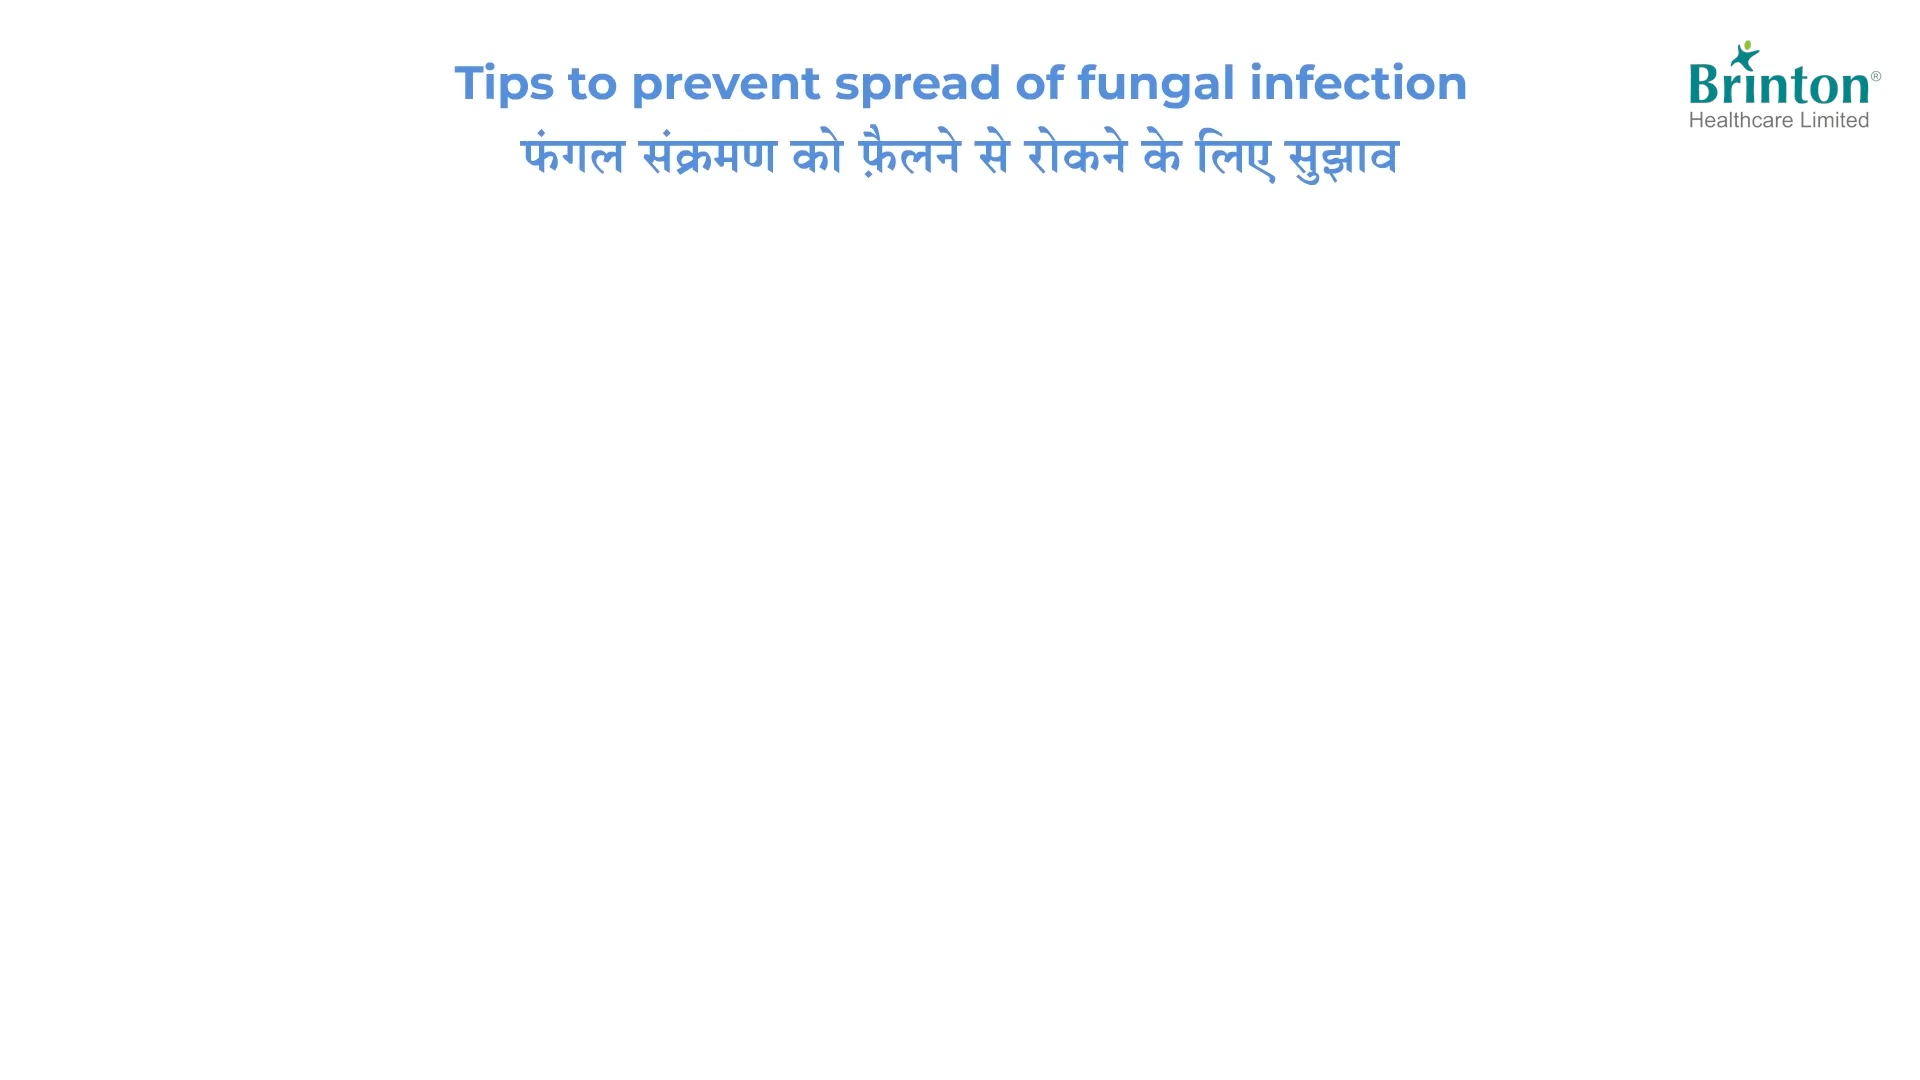 Tips to prevent spread of fungal infection
फंगल संक्रमण को फ़ैलने से रोकने के लिए सुझाव
Brinton®
Healthcare Limited